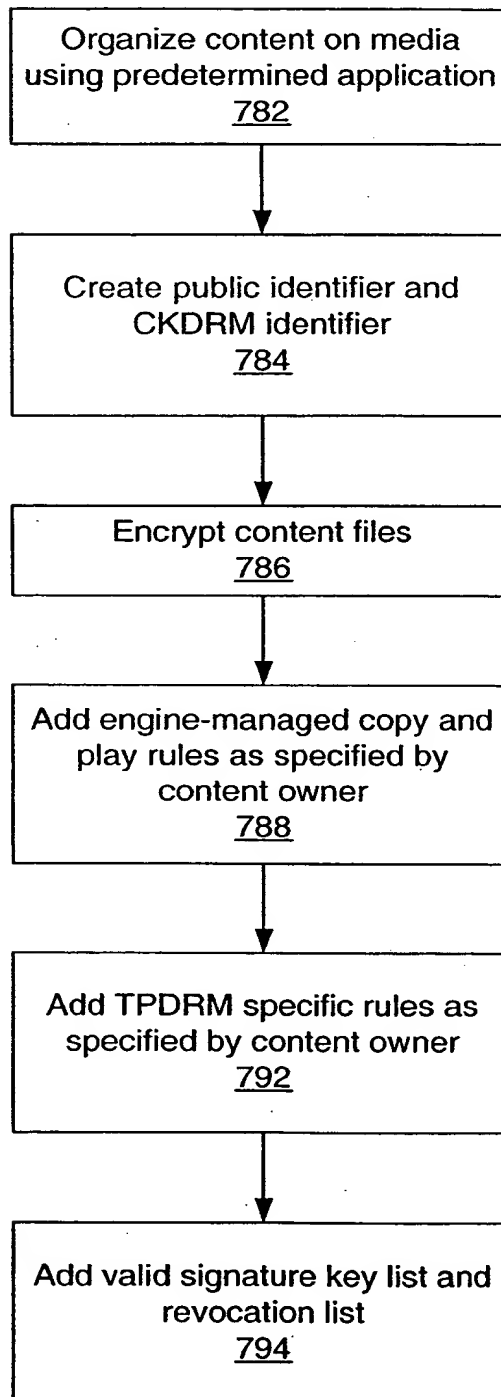 Organize content on media
using predetermined application
782
Create public identifier and
CKDRM identifier
784
Encrypt content files
786
Add engine-managed copy and
play rules as specified by
content owner
788
Add TPDRM specific rules as
specified by content owner
792
Add valid signature key list and
revocation list
794